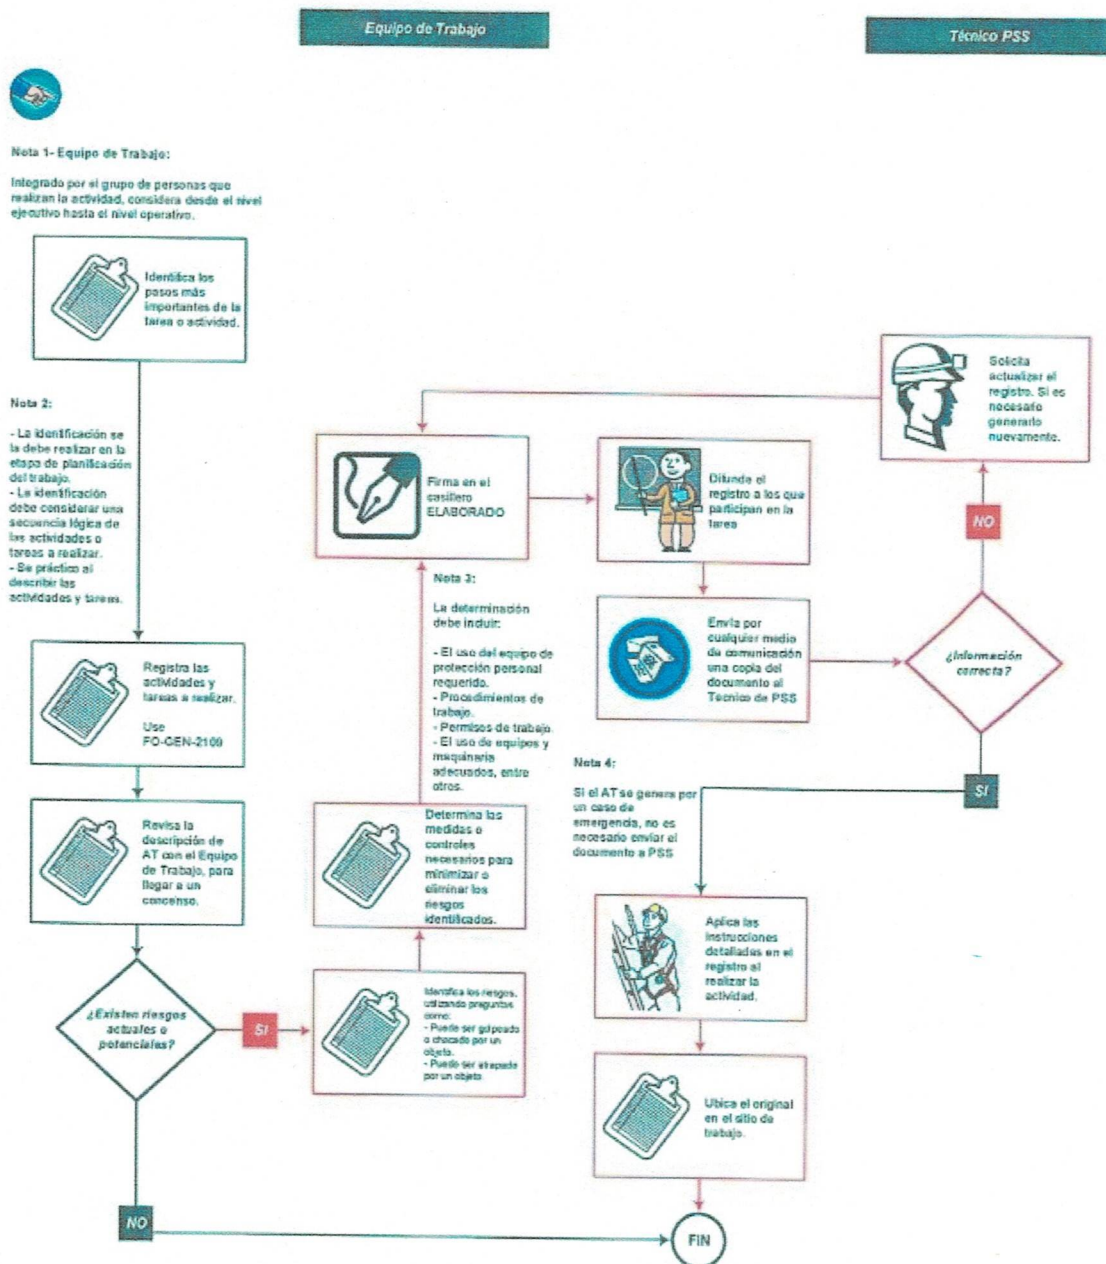 Equipo de Trabajo
Técnico PSS
Nota 1- Equipo de Trabajo:
Integrado por el grupo de personas que
realizan la actividad, considera desde el nivel
ejecutivo hasta el nivel operativo.
Identifica los
pasos más
importantes de la
tarea o actividad.
Nota 2:
- La identificación se
la debe realizar en la
etapa de planificación
del trabajo.
- La identificación
debe considerar una
secuencia lógica de
las actividades o
tareas a realizar.
- Se práctico al
describir las
actividades y tareas.
Registra las
actividades y
tareas a realizar.
Use
FO-GEN-2109
Revisa la
descripción de
AT con el Equipo
de Trabajo, para
llegar a un
concenso.
¿Existen riesgos
actuales o
potenciales?
SI
NO
Identifica los riesgos,
utilizando preguntas
como:
- Puede ser golpeado
o chocado por un
objeto.
- Puede ser atrapado
por un objeto
Determina las
medidas o
controles
necesarios para
minimizar o
eliminar los
riesgos
identificados.
Nota 3:
La determinación
debe incluir:
- El uso del equipo de
protección personal
requerido.
- Procedimientos de
trabajo.
- Permisos de trabajo.
- El uso de equipos y
maquinaria
adecuados, entre
otros.
Firma en el
casillero
ELABORADO
Difunde el
registro a los que
participan en la
tarea
Envía por
cualquier medio
de comunicación
una copia del
documento al
Tecnico de PSS
¿Información
correcta?
NO
Solicita
actualizar el
registro. Si es
necesario
generarlo
nuevamente.
SI
Nota 4:
Si el AT se genera por
un caso de
emergencia, no es
necesario enviar el
documento a PSS
Aplica las
instrucciones
detalladas en el
registro al
realizar la
actividad.
Ubica el original
en el sitio de
trabajo.
FIN